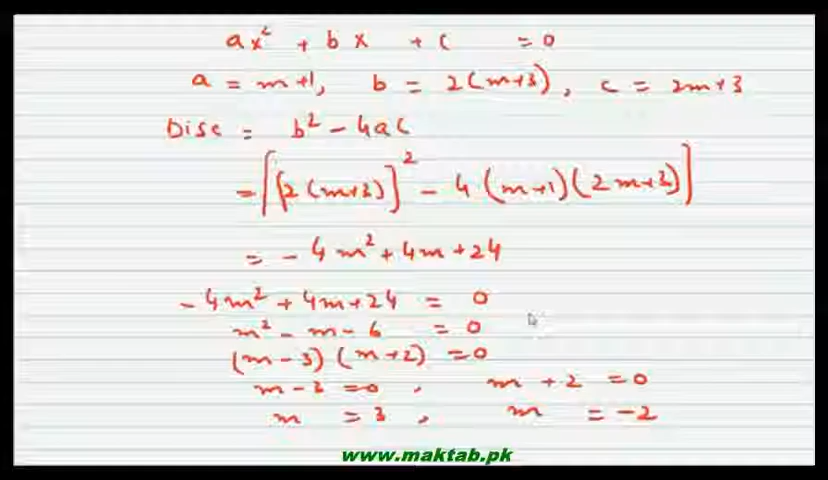 ax² + bx + c = 0
a = m+1, b = 2(m+3), c = 2m+3
Disc = b² - 4ac
= [[2(m+3)]² - 4(m+1)(2m+3)]
= - 4m² + 4m + 24
- 4m² + 4m + 24 = 0
m² - m - 6 = 0
(m - 3)(m + 2) = 0
m - 3 = 0, m + 2 = 0
m = 3, m = -2
www.maktab.pk